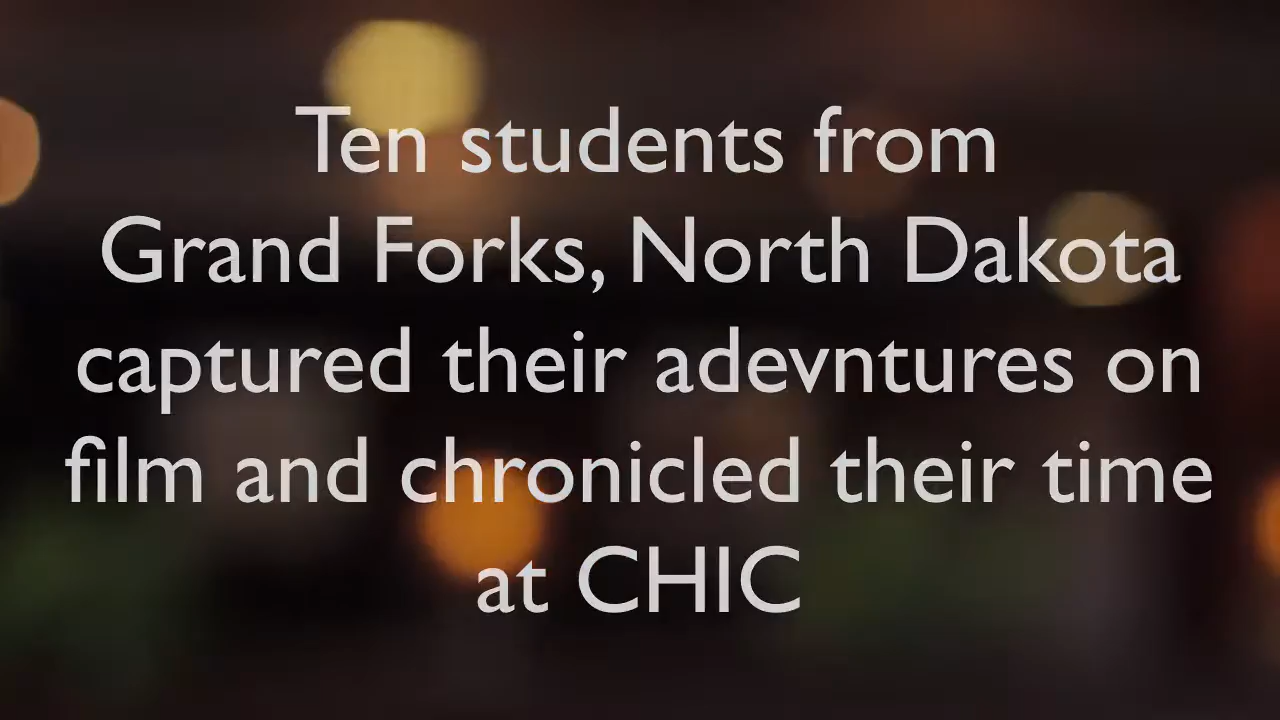 Ten students from
Grand Forks, North Dakota
captured their adevntures on
film and chronicled their time
at CHIC